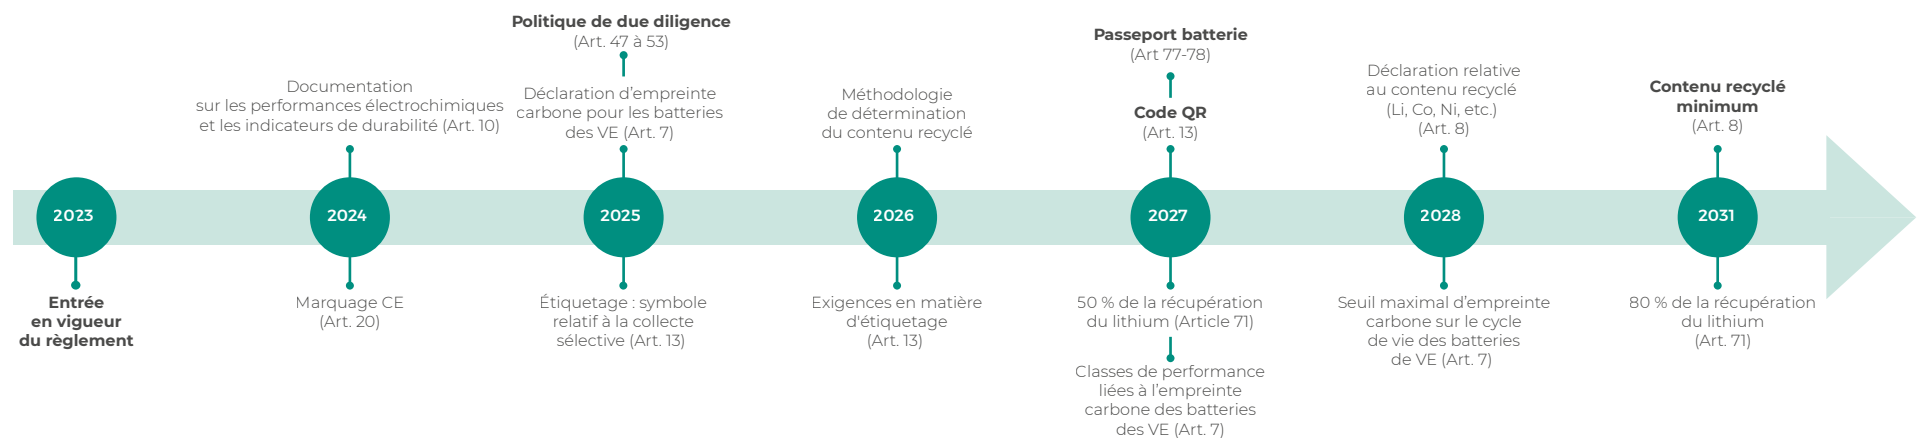 2023
Entrée
en vigueur
du règlement
Documentation
sur les performances électrochimiques
et les indicateurs de durabilité (Art. 10)
2024
Marquage CE
(Art. 20)
Politique de due diligence
(Art. 47 à 53)
Déclaration d’empreinte
carbone pour les batteries
des VE (Art. 7)
2025
Étiquetage : symbole
relatif à la collecte
sélective (Art. 13)
Méthodologie
de détermination
du contenu recyclé
2026
Exigences en matière
d'étiquetage
(Art. 13)
Passeport batterie
(Art 77-78)
Code QR
(Art. 13)
2027
50 % de la récupération
du lithium (Article 71)
Classes de performance
liées à l’empreinte
carbone des batteries
des VE (Art. 7)
Déclaration relative
au contenu recyclé
(Li, Co, Ni, etc.)
(Art. 8)
2028
Seuil maximal d’empreinte
carbone sur le cycle
de vie des batteries
de VE (Art. 7)
Contenu recyclé
minimum
(Art. 8)
2031
80 % de la récupération
du lithium
(Art. 71)